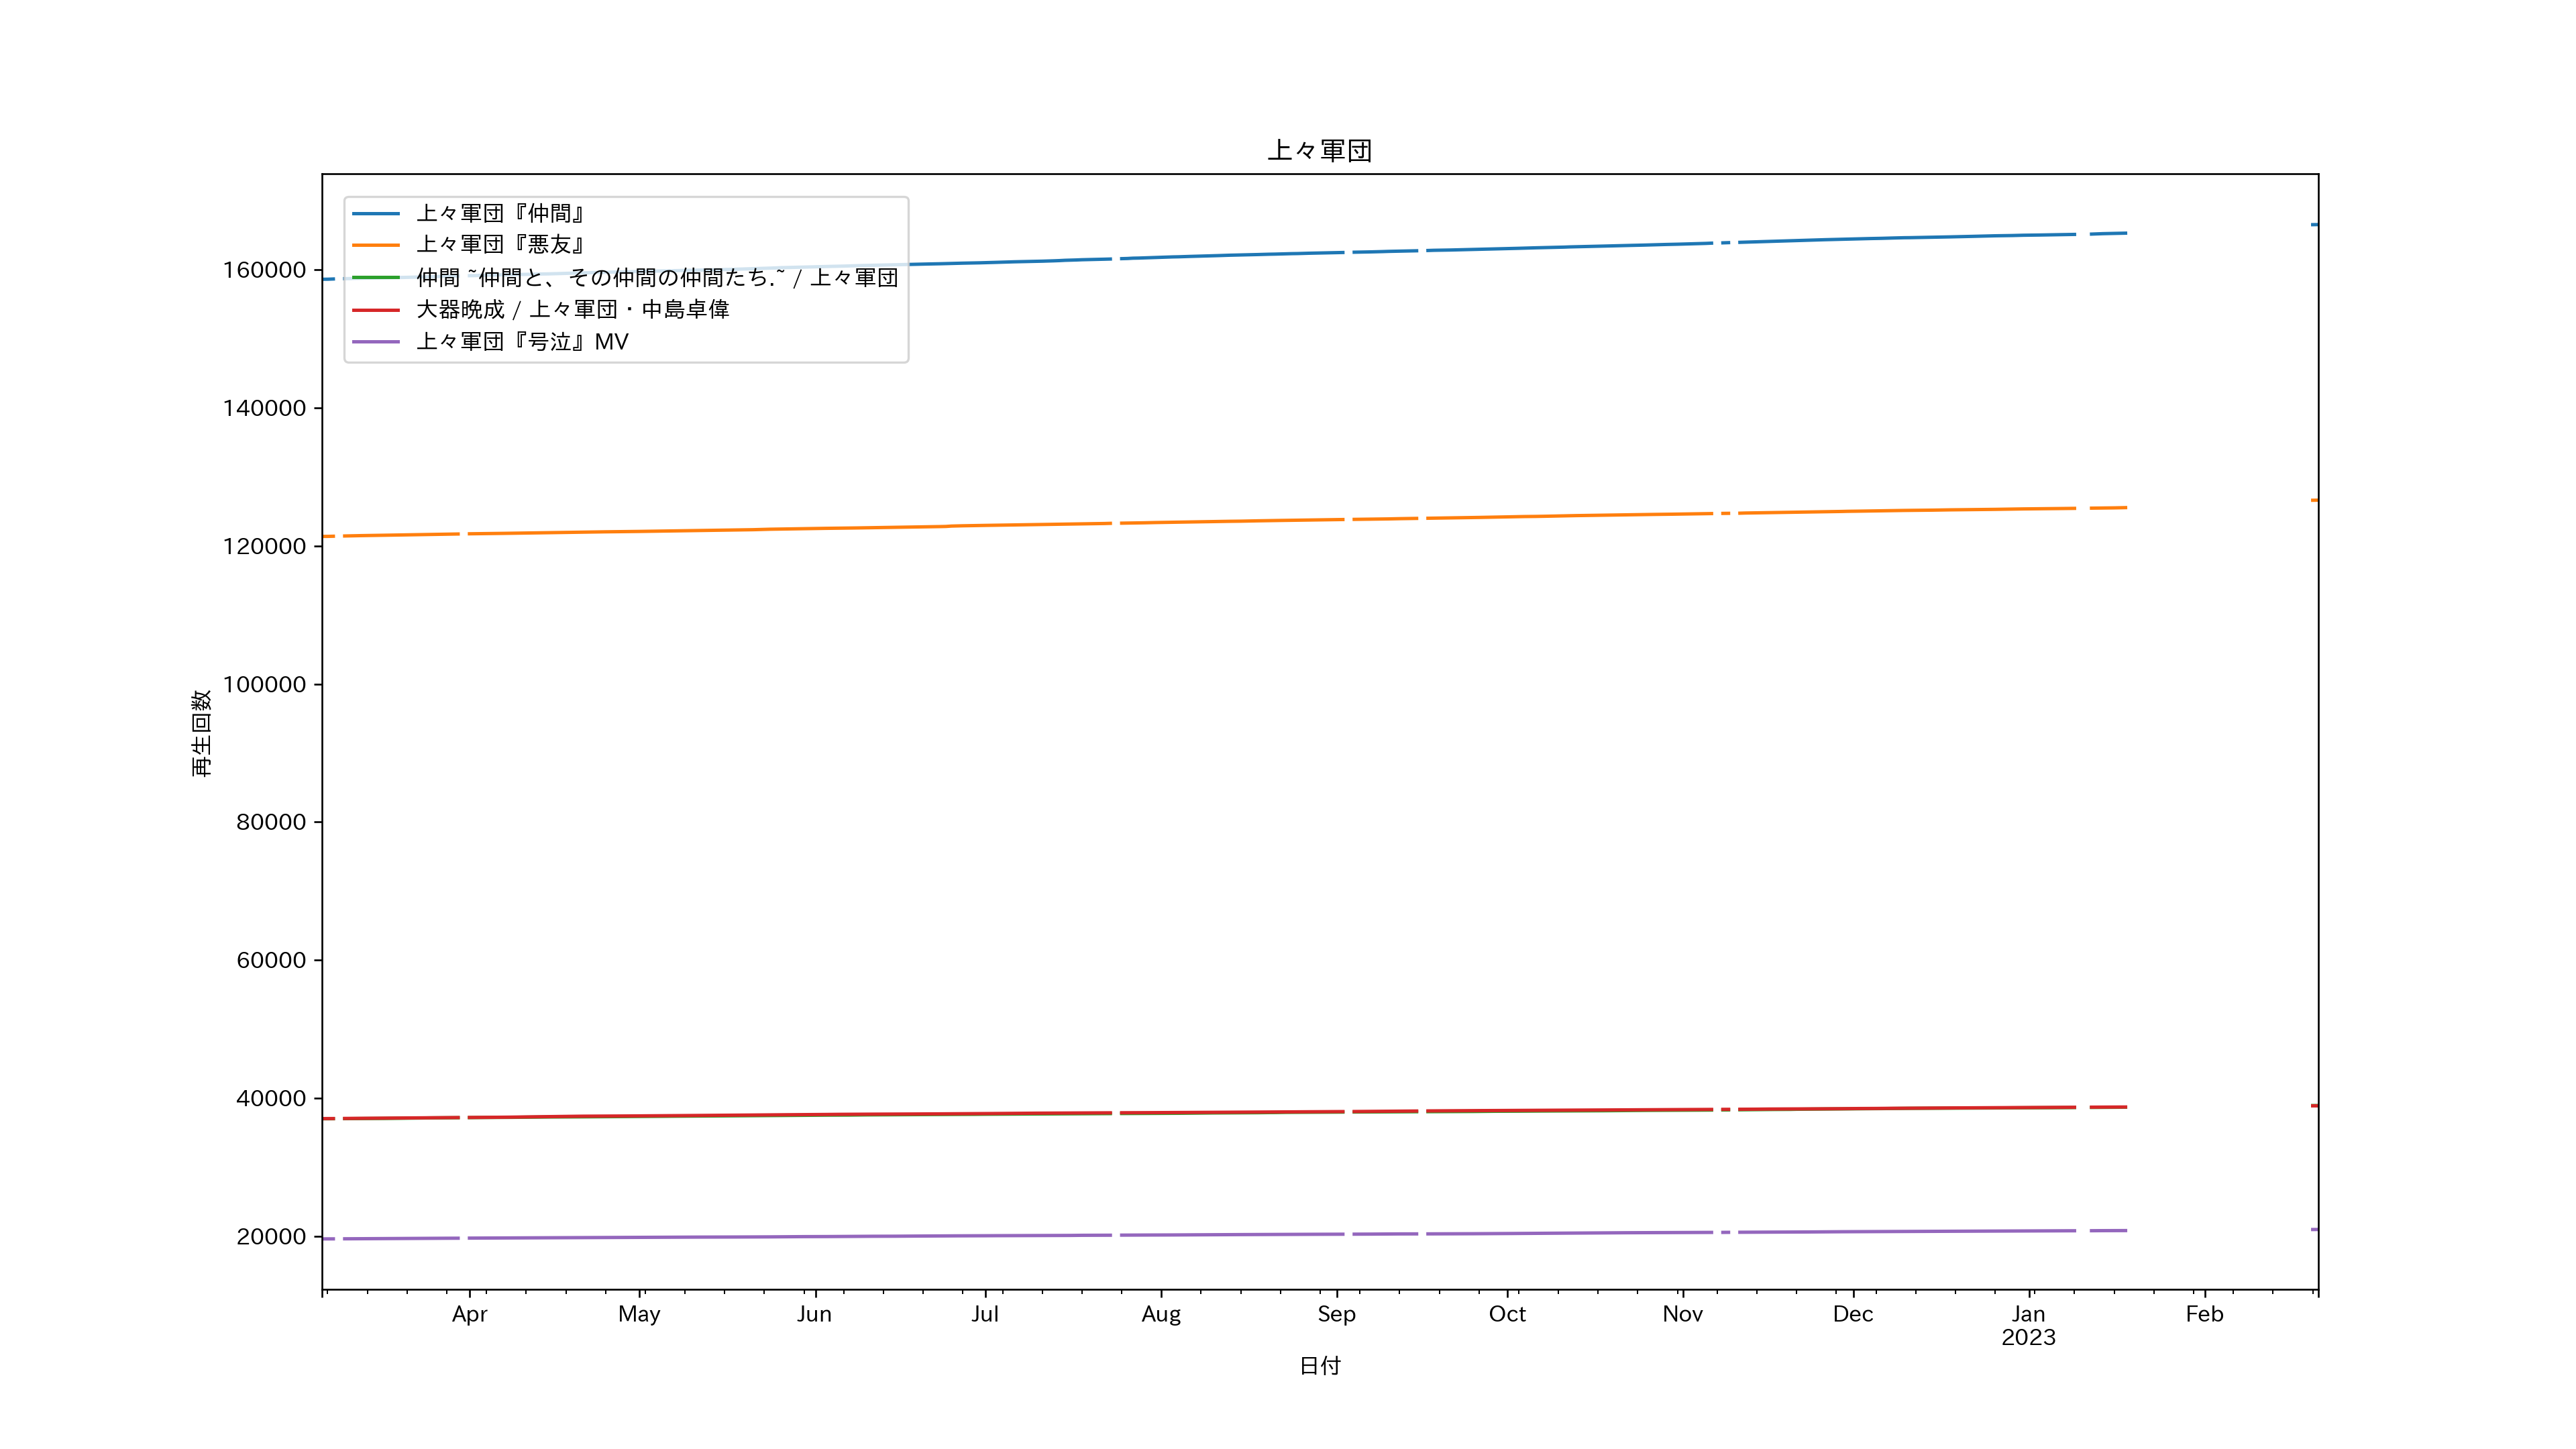 上々軍団
上々軍団『仲間』
上々軍団『悪友』
仲間 ~仲間と、その仲間の仲間たち.~ / 上々軍団
大器晩成 / 上々軍団・中島卓偉
上々軍団『号泣』MV
160000
140000
120000
100000
80000
60000
40000
20000
再生回数
Apr May Jun Jul Aug Sep Oct Nov Dec Jan Feb
2023
日付